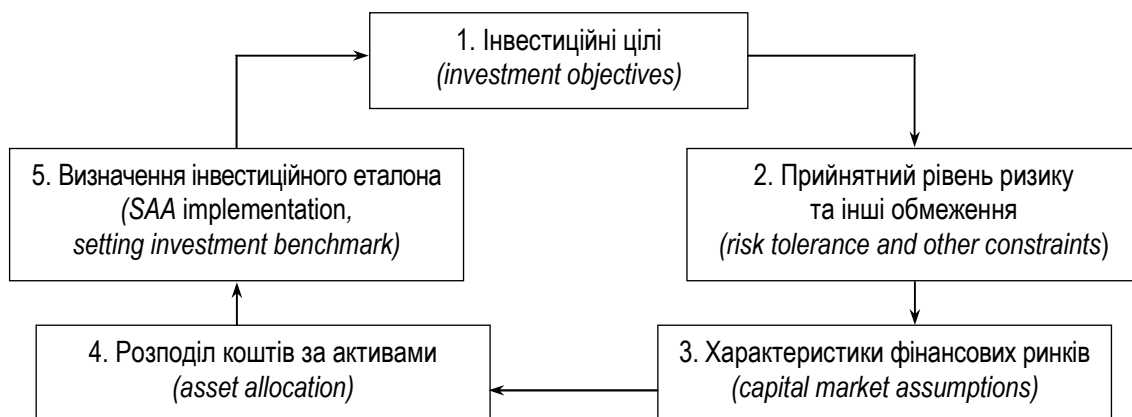 1. Інвестиційні цілі
(investment objectives)
2. Прийнятний рівень ризику
та інші обмеження
(risk tolerance and other constraints)
3. Характеристики фінансових ринків
(capital market assumptions)
4. Розподіл коштів за активами
(asset allocation)
5. Визначення інвестиційного еталона
(SAA implementation,
setting investment benchmark)